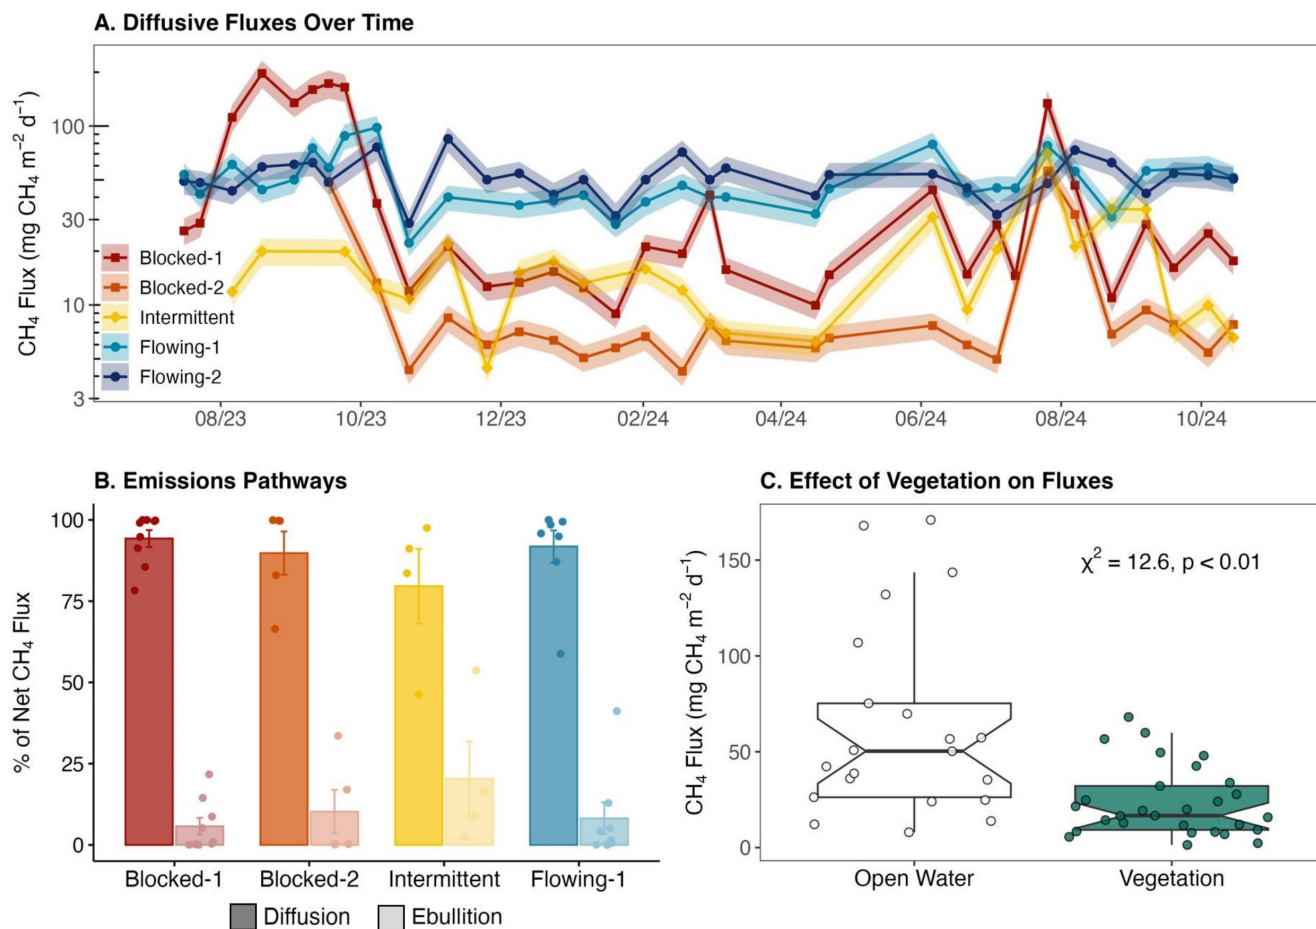 A. Diffusive Fluxes Over Time
CH₄ Flux (mg CH₄ m⁻² d⁻¹)
100
30
10
3
Blocked-1
Blocked-2
Intermittent
Flowing-1
Flowing-2
08/23 10/23 12/23 02/24 04/24 06/24 08/24 10/24
B. Emissions Pathways
% of Net CH₄ Flux
100
75
50
25
0
Blocked-1 Blocked-2 Intermittent Flowing-1
Diffusion Ebullition
C. Effect of Vegetation on Fluxes
CH₄ Flux (mg CH₄ m⁻² d⁻¹)
150
100
50
0
χ² = 12.6, p < 0.01
Open Water Vegetation